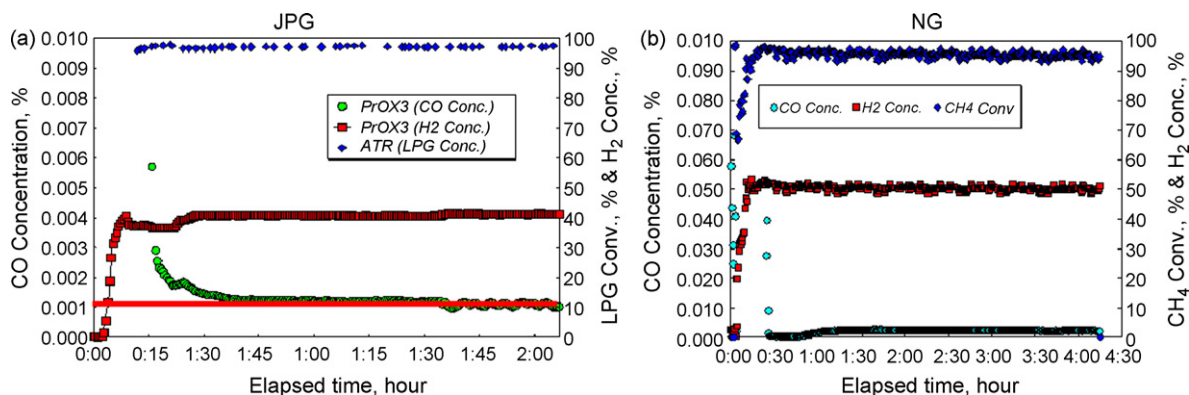 JPG
(a)
0.010
0.009
0.008
0.007
0.006
0.005
0.004
0.003
0.002
0.001
0.000
CO Concentration, %
100
90
80
70
60
50
40
30
20
10
0
LPG Conv., % & H2 Conc., %
PrOX3 (CO Conc.)
PrOX3 (H2 Conc.)
ATR (LPG Conc.)
0:00 0:15 1:30 1:45 1:00 1:15 1:30 1:45 2:00
Elapsed time, hour
NG
(b)
0.010
0.090
0.080
0.070
0.060
0.050
0.040
0.030
0.020
0.010
0.000
CO Concentration, %
100
90
80
70
60
50
40
30
20
10
0
CH4 Conv., % & H2 Conc., %
CO Conc. H2 Conc. CH4 Conv
0:00 0:30 1:00 1:30 2:00 2:30 3:00 3:30 4:00 4:30
Elapsed time, hour